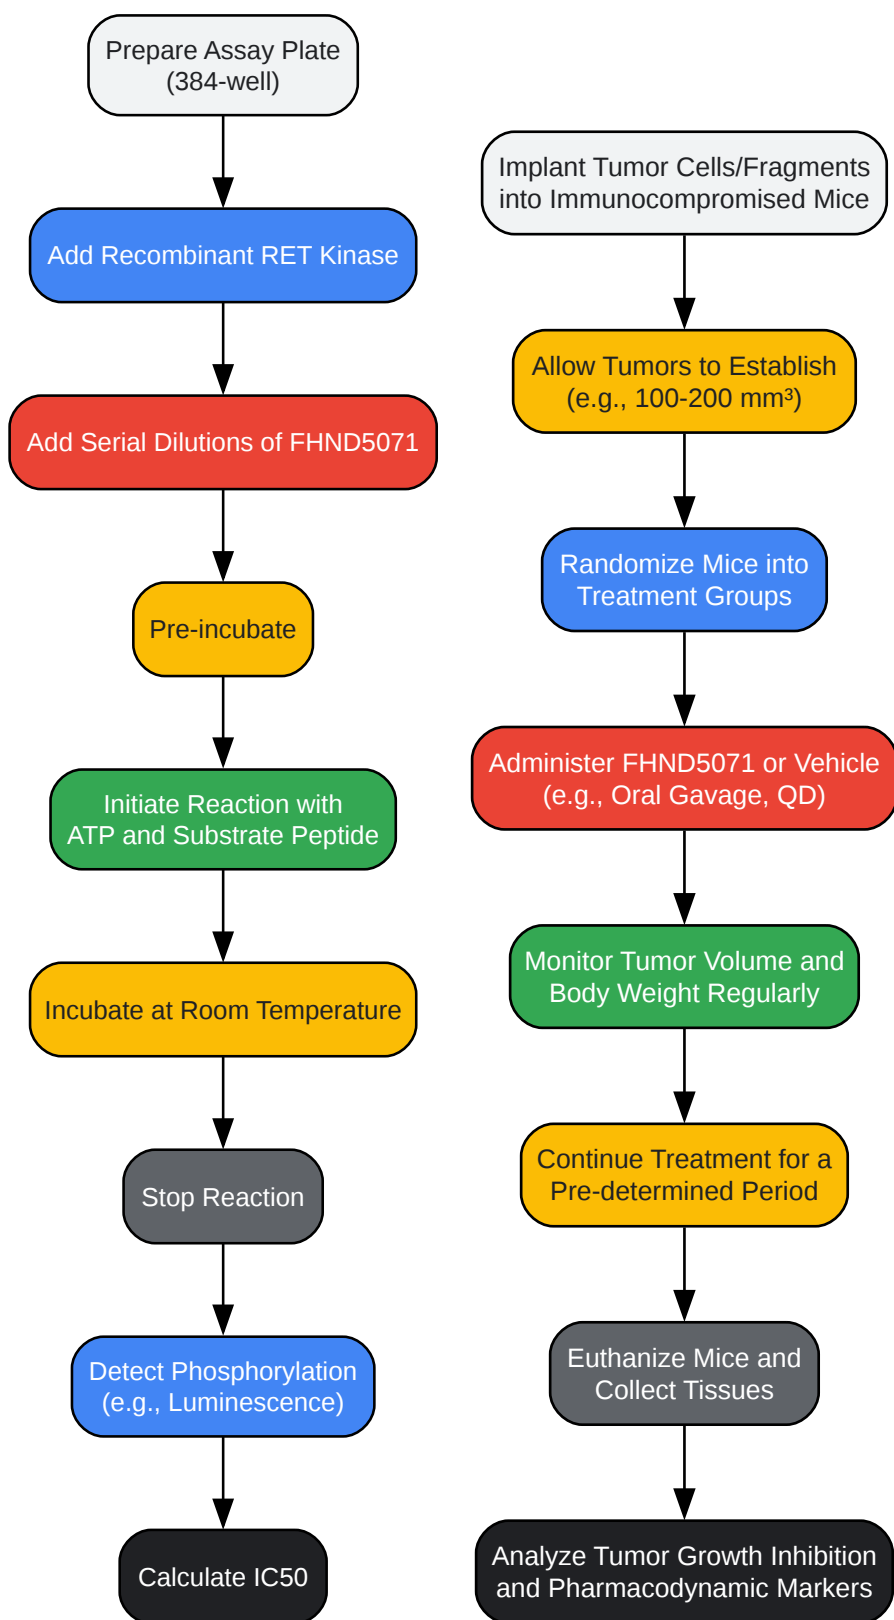 Prepare Assay Plate
(384-well)
Add Recombinant RET Kinase
Add Serial Dilutions of FHND5071
Pre-incubate
Initiate Reaction with
ATP and Substrate Peptide
Incubate at Room Temperature
Stop Reaction
Detect Phosphorylation
(e.g., Luminescence)
Calculate IC50
Implant Tumor Cells/Fragments
into Immunocompromised Mice
Allow Tumors to Establish
(e.g., 100-200 mm³)
Randomize Mice into
Treatment Groups
Administer FHND5071 or Vehicle
(e.g., Oral Gavage, QD)
Monitor Tumor Volume and
Body Weight Regularly
Continue Treatment for a
Pre-determined Period
Euthanize Mice and
Collect Tissues
Analyze Tumor Growth Inhibition
and Pharmacodynamic Markers